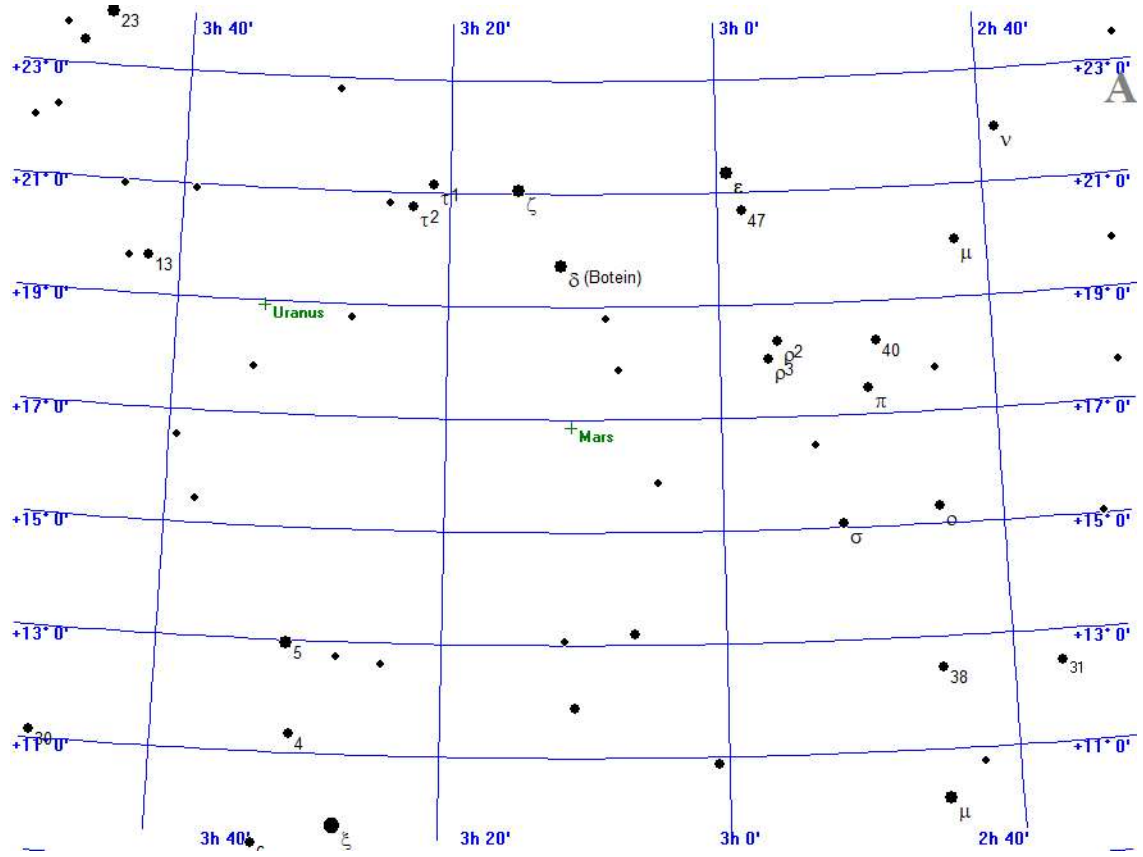 23
3h 40'
3h 20'
3h 0'
2h 40'
+23° 0'
+23° 0'
A
ν
+21° 0'
+21° 0'
τ1
τ2
ζ
ε
47
μ
13
δ (Botein)
+19° 0'
+19° 0'
Uranus
ρ2
ρ3
40
π
+17° 0'
+17° 0'
Mars
+15° 0'
+15° 0'
σ
ο
+13° 0'
+13° 0'
5
38
31
30
+11° 0'
+11° 0'
4
μ
3h 40'
3h 20'
3h 0'
2h 40'
ξ